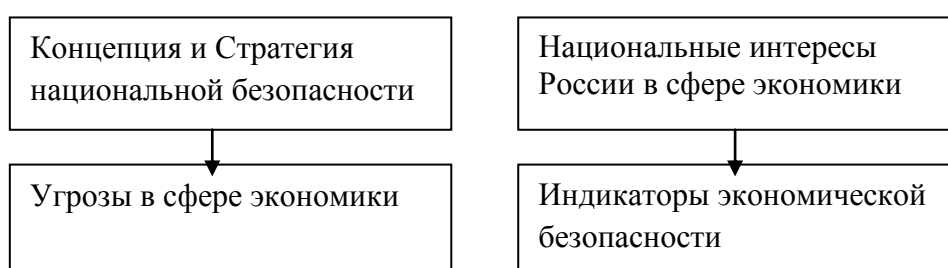 Концепция и Стратегия
национальной безопасности
Национальные интересы
России в сфере экономики
Угрозы в сфере экономики
Индикаторы экономической
безопасности